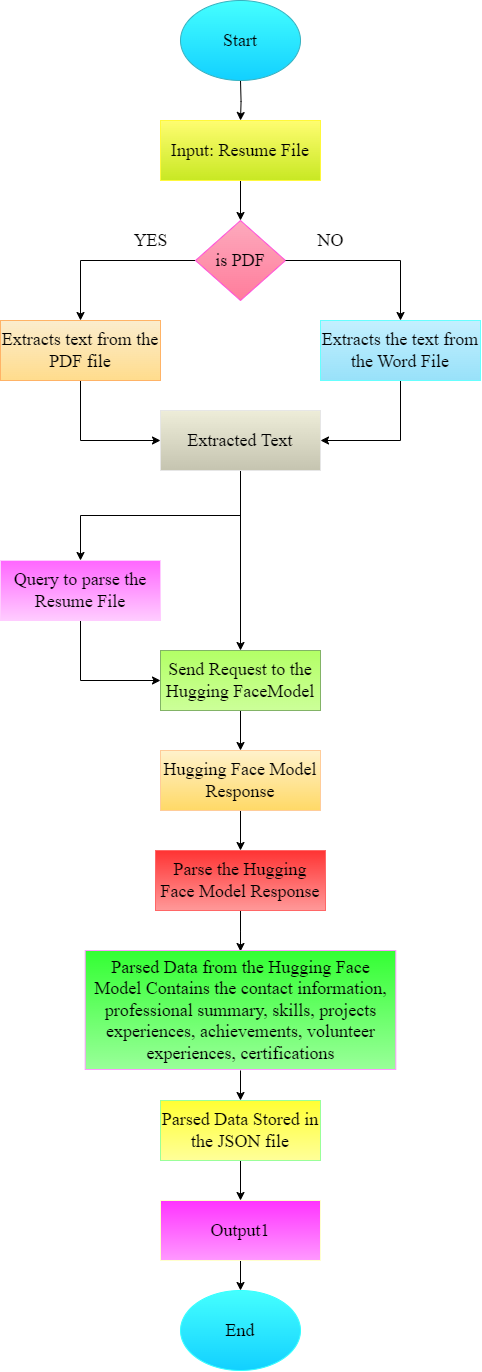 Start
Input: Resume File
YES
is PDF
NO
Extracts text from the
PDF file
Extracts the text from
the Word File
Extracted Text
Query to parse the
Resume File
Send Request to the
Hugging FaceModel
Hugging Face Model
Response
Parse the Hugging
Face Model Response
Parsed Data from the Hugging Face
Model Contains the contact information,
professional summary, skills, projects
experiences, achievements, volunteer
experiences, certifications
Parsed Data Stored in
the JSON file
Output1
End